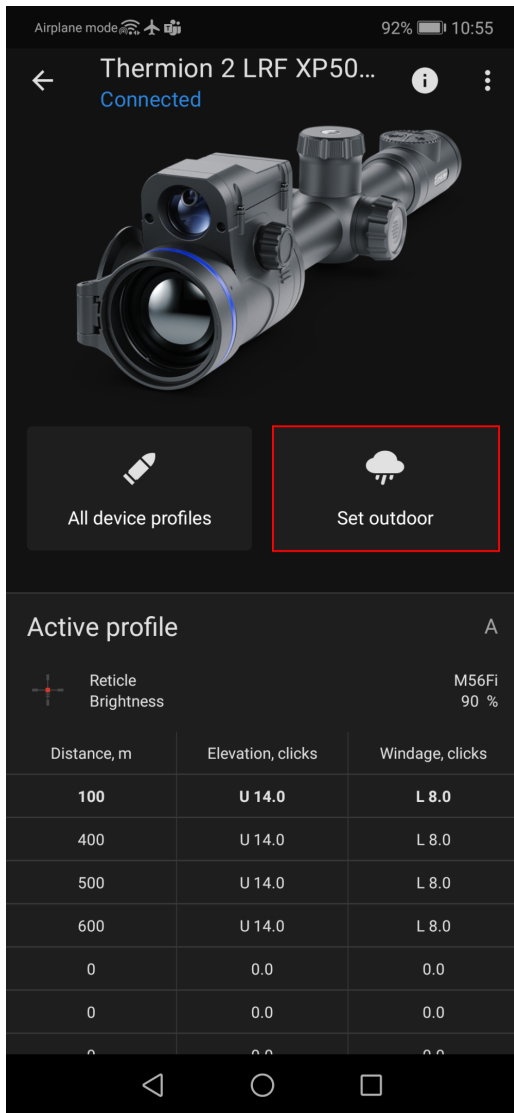 Airplane mode 92% 10:55
Thermion 2 LRF XP50...
Connected
All device profiles
Set outdoor
Active profile A
Reticle M56Fi
Brightness 90 %
Distance, m Elevation, clicks Windage, clicks
100 U 14.0 L 8.0
400 U 14.0 L 8.0
500 U 14.0 L 8.0
600 U 14.0 L 8.0
0 0.0 0.0
0 0.0 0.0